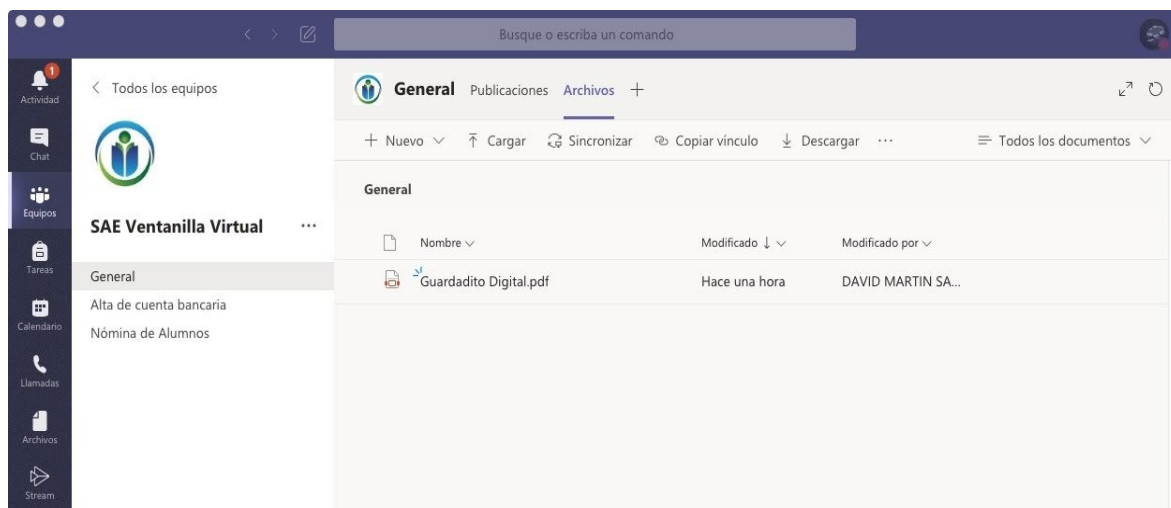 Busque o escriba un comando
1
Actividad
Chat
Equipos
Tareas
Calendario
Llamadas
Archivos
Stream
Todos los equipos
SAE Ventanilla Virtual ...
General
Alta de cuenta bancaria
Nómina de Alumnos
General Publicaciones Archivos +
+ Nuevo Cargar Sincronizar Copiar vínculo Descargar ... Todos los documentos
General
Nombre Modificado ↓ Modificado por
Guardadito Digital.pdf Hace una hora DAVID MARTIN SA...